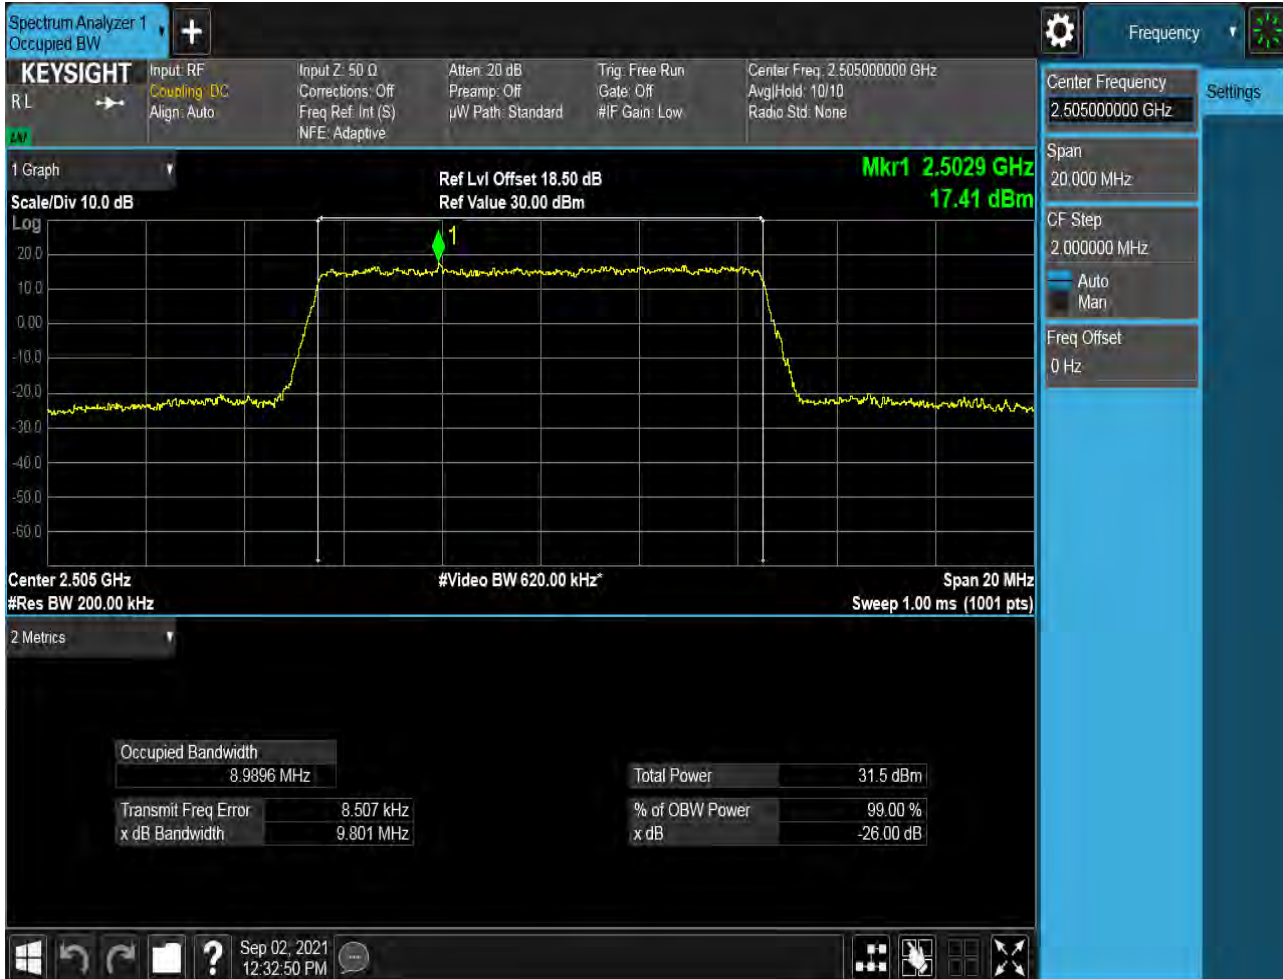 Spectrum Analyzer 1
Occupied BW
Frequency
KEYSIGHT
R L
LNI
Input: RF
Coupling: DC
Align: Auto
Input Z: 50 Ω
Corrections: Off
Freq Ref: Int (S)
NFE: Adaptive
Atten: 20 dB
Preamp: Off
µW Path: Standard
Trig: Free Run
Gate: Off
#IF Gain: Low
Center Freq: 2.505000000 GHz
Avg|Hold: 10/10
Radio Std: None
Center Frequency
2.505000000 GHz
Settings
Span
20.000 MHz
CF Step
2.000000 MHz
Auto
Man
Freq Offset
0 Hz
1 Graph
Scale/Div 10.0 dB
Ref Lvl Offset 18.50 dB
Ref Value 30.00 dBm
Mkr1 2.5029 GHz
17.41 dBm
Log
1
20.0
10.0
0.00
-10.0
-20.0
-30.0
-40.0
-50.0
-60.0
Center 2.505 GHz
#Video BW 620.00 kHz*
Span 20 MHz
#Res BW 200.00 kHz
Sweep 1.00 ms (1001 pts)
2 Metrics
Occupied Bandwidth
8.9896 MHz
Total Power 31.5 dBm
Transmit Freq Error 8.507 kHz
% of OBW Power 99.00 %
x dB Bandwidth 9.801 MHz
x dB -26.00 dB
Sep 02, 2021
12:32:50 PM